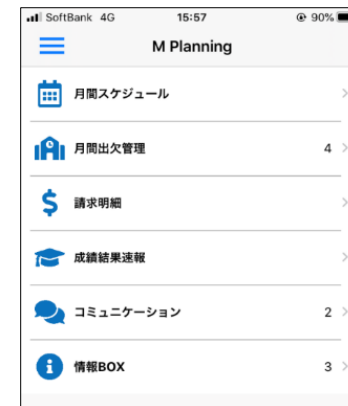 SoftBank 4G 15:57 90%
M Planning
月間スケジュール
月間出欠管理 4
請求明細
成績結果速報
コミュニケーション 2
情報BOX 3